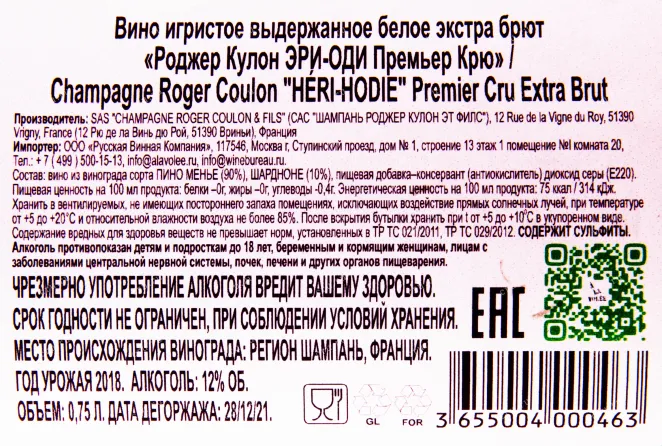 Вино игристое выдержанное белое экстра брют
«Роджер Кулон ЭРИ-ОДИ Премьер Крю» /
Champagne Roger Coulon "HÉRI-HODIE" Premier Cru Extra Brut
Производитель: SAS "CHAMPAGNE ROGER COULON & FILS" (САС "ШАМПАНЬ РОДЖЕР КУЛОН ЭТ ФИЛС"), 12 Rue de la Vigne du Roy, 51390
Vrigny, France (12 Рю де ла Винь дю Рой, 51390 Вриньи), Франция
Импортер: ООО «Русская Винная Компания», 117546, Москва г, Ступинский проезд, дом № 1, строение 13 этаж 1 помещение №I комната 20,
Тел.: + 7 ( 499 ) 500-15-13, info@alavolee.ru, info@winebureau.ru.
Состав: вино из винограда сорта ПИНО МЕНЬЕ (90%), ШАРДОННЕ (10%), пищевая добавка–консервант (антиокислитель) диоксид серы (Е220).
Пищевая ценность на 100 мл продукта: белки –0г, жиры –0г, углеводы -0,4г. Энергетическая ценность на 100 мл продукта: 75 ккал / 314 кДж.
Хранить в вентилируемых, не имеющих постороннего запаха помещениях, исключающих воздействие прямых солнечных лучей, при температуре
от +5 до +20°С и относительной влажности воздуха не более 85%. После вскрытия бутылки хранить при t от +5 до +10°С в укупоренном виде.
Содержание вредных для здоровья веществ не превышает норм, установленных в ТР ТС 021/2011, ТР ТС 029/2012. СОДЕРЖИТ СУЛЬФИТЫ.
Алкоголь противопоказан детям и подросткам до 18 лет, беременным и кормящим женщинам, лицам с
заболеваниями центральной нервной системы, почек, печени и других органов пищеварения.
ЧРЕЗМЕРНО УПОТРЕБЛЕНИЕ АЛКОГОЛЯ ВРЕДИТ ВАШЕМУ ЗДОРОВЬЮ.
СРОК ГОДНОСТИ НЕ ОГРАНИЧЕН, ПРИ СОБЛЮДЕНИИ УСЛОВИЙ ХРАНЕНИЯ.
МЕСТО ПРОИСХОЖДЕНИЯ ВИНОГРАДА: РЕГИОН ШАМПАНЬ, ФРАНЦИЯ.
ГОД УРОЖАЯ 2018. АЛКОГОЛЬ: 12% ОБ.
ОБЪЕМ: 0,75 Л. ДАТА ДЕГОРЖАЖА: 28/12/21.
EAC
GL FOR
3 655004 000463